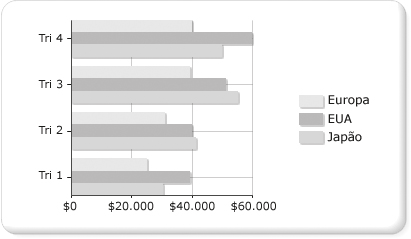 Tri 4
Tri 3
Tri 2
Tri 1
$0 $20.000 $40.000 $60.000
Europa
EUA
Japão